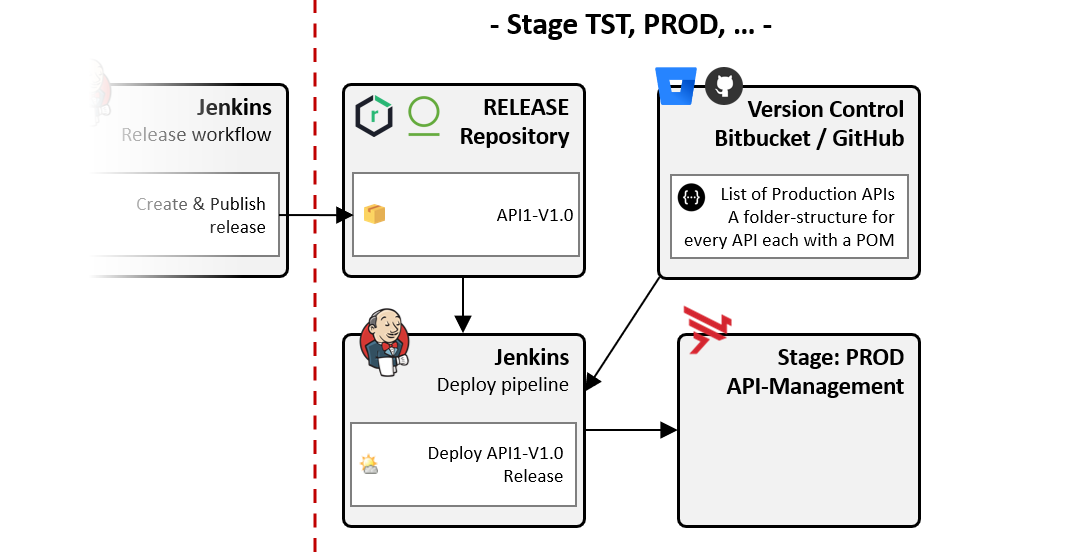 - Stage TST, PROD, ... -
Jenkins
Release workflow
Create & Publish
release
r
RELEASE
Repository
API1-V1.0
Version Control
Bitbucket / GitHub
{··}
List of Production APIs
A folder-structure for
every API each with a POM
Jenkins
Deploy pipeline
Deploy API1-V1.0
Release
Stage: PROD
API-Management